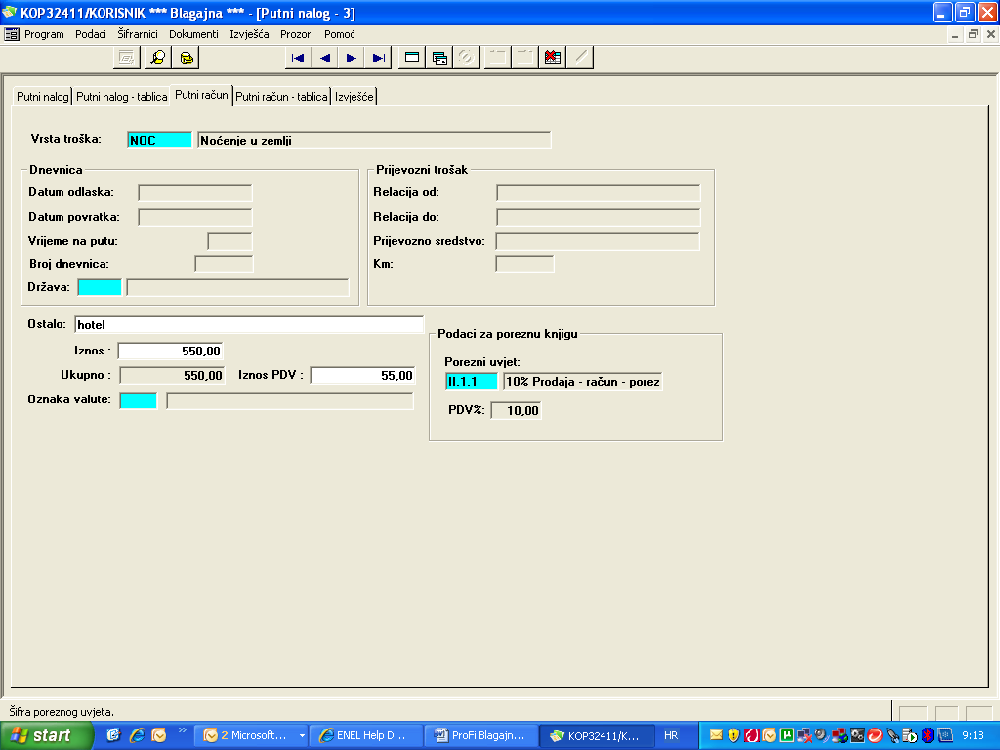 KOP32411/KORISNIK *** Blagajna *** - [Putni nalog - 3]
Program Podaci Šifrarnici Dokumenti Izvješća Prozori Pomoć
Putni nalog Putni nalog - tablica Putni račun Putni račun - tablica Izvješće
Vrsta troška: NOC Noćenje u zemlji
Dnevnica
Datum odlaska:
Datum povratka:
Vrijeme na putu:
Broj dnevnica:
Država:
Prijevozni trošak
Relacija od:
Relacija do:
Prijevozno sredstvo:
Km:
Ostalo: hotel
Iznos : 550,00
Ukupno : 550,00 Iznos PDV : 55,00
Oznaka valute:
Podaci za poreznu knjigu
Porezni uvjet:
II.1.1 10% Prodaja - račun - porez
PDV%: 10,00
Šifra poreznog uvjeta.
start 2 Microsoft... ENEL Help D... ProFi Blagajn... KOP32411/K... HR 9:18